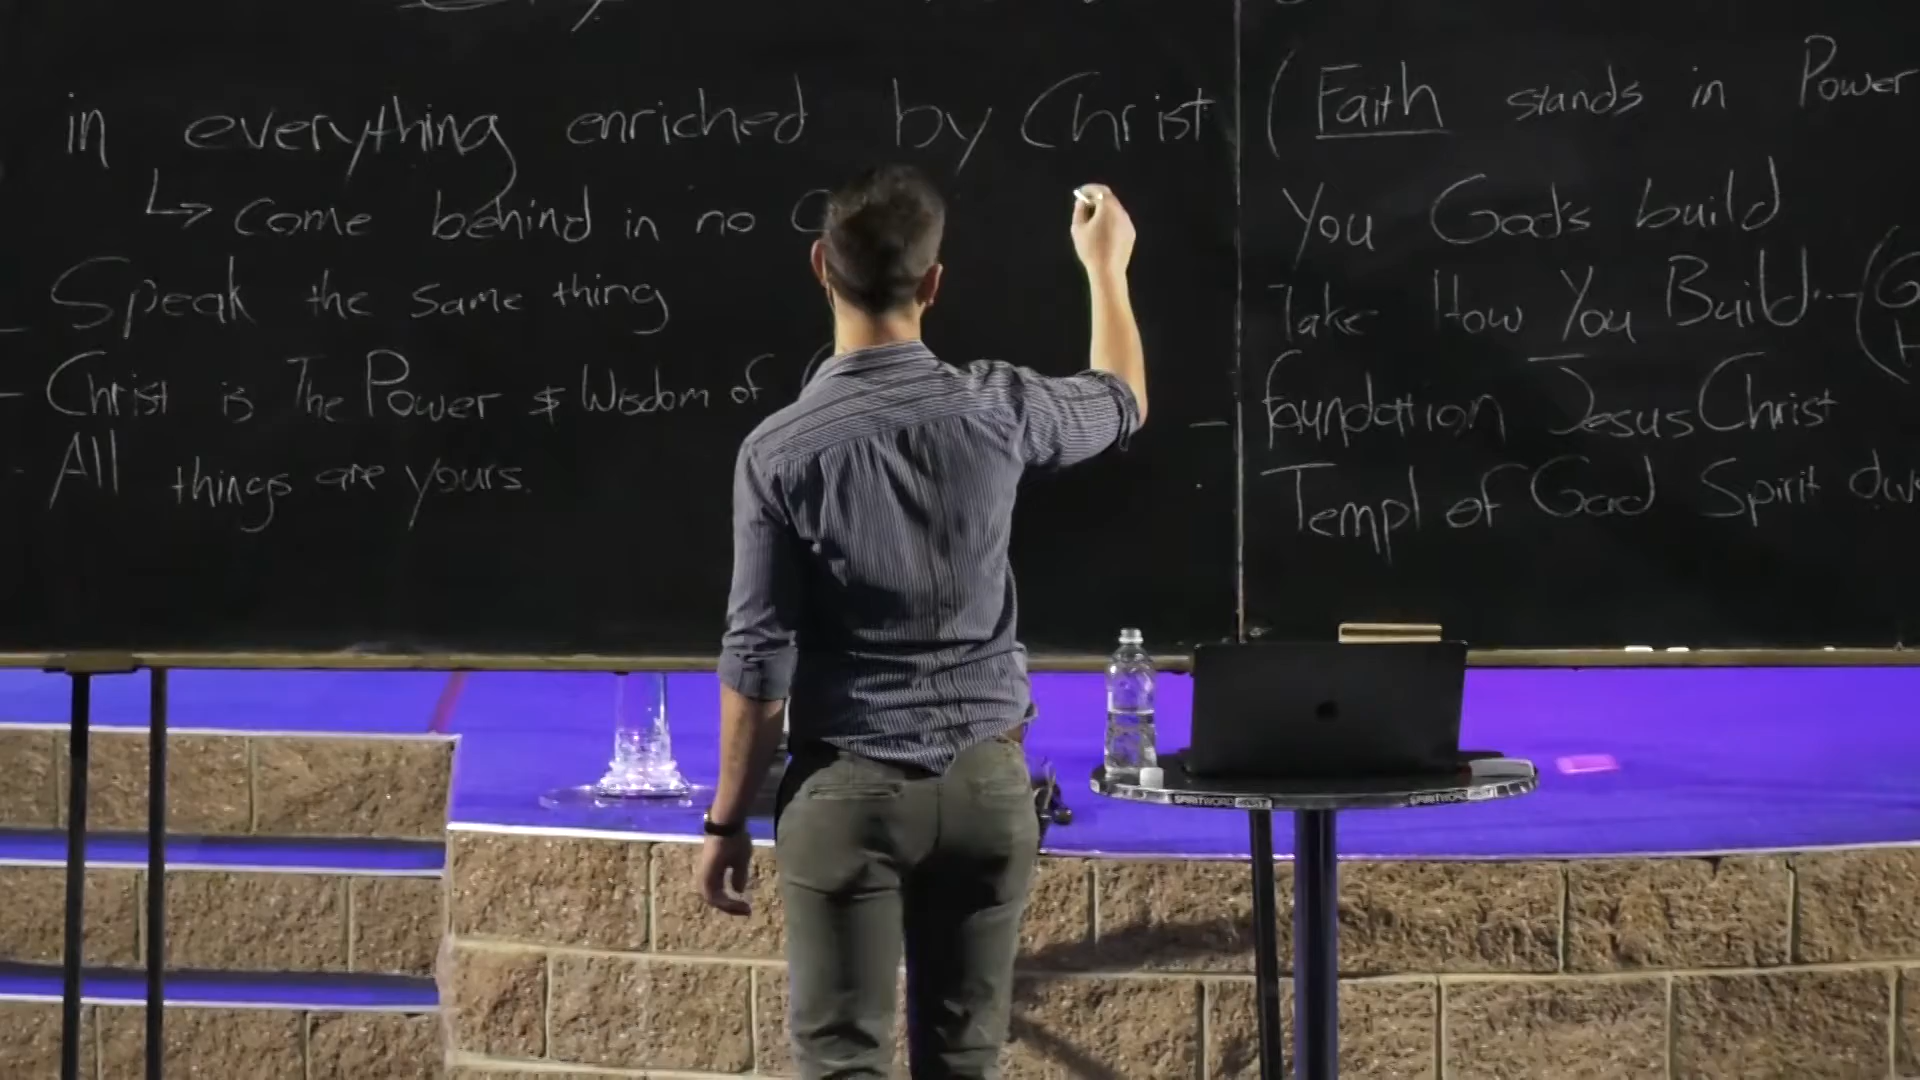 in everything enriched by Christ
↳ Come behind in no
- Speak the same thing
- Christ is The Power & Wisdom of (
- All things are yours.
(Faith stands in Power
You God's build
Take How You Build - (
- foundation Jesus Christ
Templ of God Spirit
SPIRITWORD
SPIRITWORD